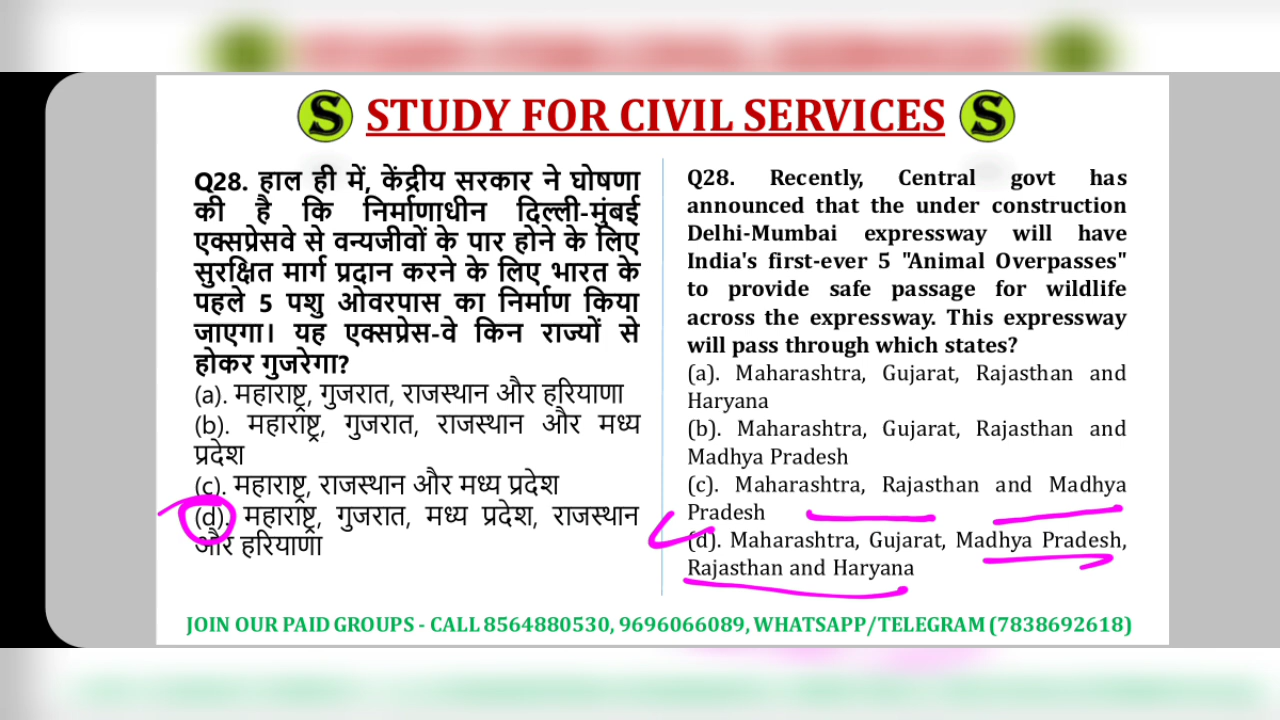 S STUDY FOR CIVIL SERVICES S
Q28. हाल ही में, केंद्रीय सरकार ने घोषणा
की है कि निर्माणाधीन दिल्ली-मुंबई
एक्सप्रेसवे से वन्यजीवों के पार होने के लिए
सुरक्षित मार्ग प्रदान करने के लिए भारत के
पहले 5 पशु ओवरपास का निर्माण किया
जाएगा। यह एक्सप्रेस-वे किन राज्यों से
होकर गुजरेगा?
(a). महाराष्ट्र, गुजरात, राजस्थान और हरियाणा
(b). महाराष्ट्र, गुजरात, राजस्थान और मध्य
प्रदेश
(c). महाराष्ट्र, राजस्थान और मध्य प्रदेश
(d). महाराष्ट्र, गुजरात, मध्य प्रदेश, राजस्थान
और हरियाणा
Q28. Recently, Central govt has
announced that the under construction
Delhi-Mumbai expressway will have
India's first-ever 5 "Animal Overpasses"
to provide safe passage for wildlife
across the expressway. This expressway
will pass through which states?
(a). Maharashtra, Gujarat, Rajasthan and
Haryana
(b). Maharashtra, Gujarat, Rajasthan and
Madhya Pradesh
(c). Maharashtra, Rajasthan and Madhya
Pradesh
(d). Maharashtra, Gujarat, Madhya Pradesh,
Rajasthan and Haryana
JOIN OUR PAID GROUPS - CALL 8564880530, 9696066089, WHATSAPP/TELEGRAM (7838692618)